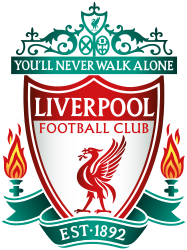 YOU'LL NEVER WALK ALONE
LIVERPOOL
FOOTBALL CLUB
EST·1892